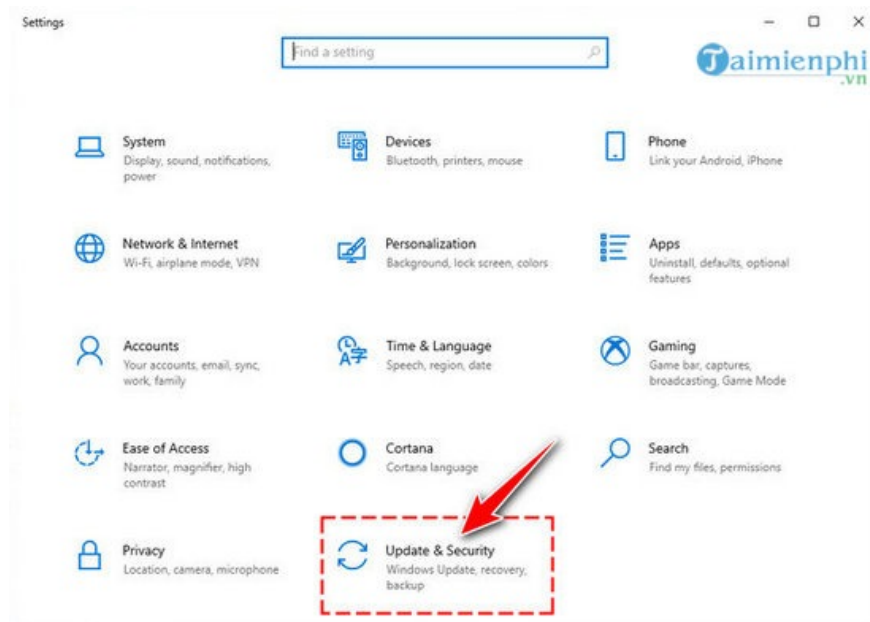 Settings
Find a setting
Taimienphi
.vn
System
Display, sound, notifications,
power
Devices
Bluetooth, printers, mouse
Phone
Link your Android, iPhone
Network & Internet
Wi-Fi, airplane mode, VPN
Personalization
Background, lock screen, colors
Apps
Uninstall, defaults, optional
features
Accounts
Your accounts, email, sync,
work, family
Time & Language
Speech, region, date
Gaming
Game bar, captures,
broadcasting, Game Mode
Ease of Access
Narrator, magnifier, high
contrast
Cortana
Cortana language
Search
Find my files, permissions
Privacy
Location, camera, microphone
Update & Security
Windows Update, recovery,
backup